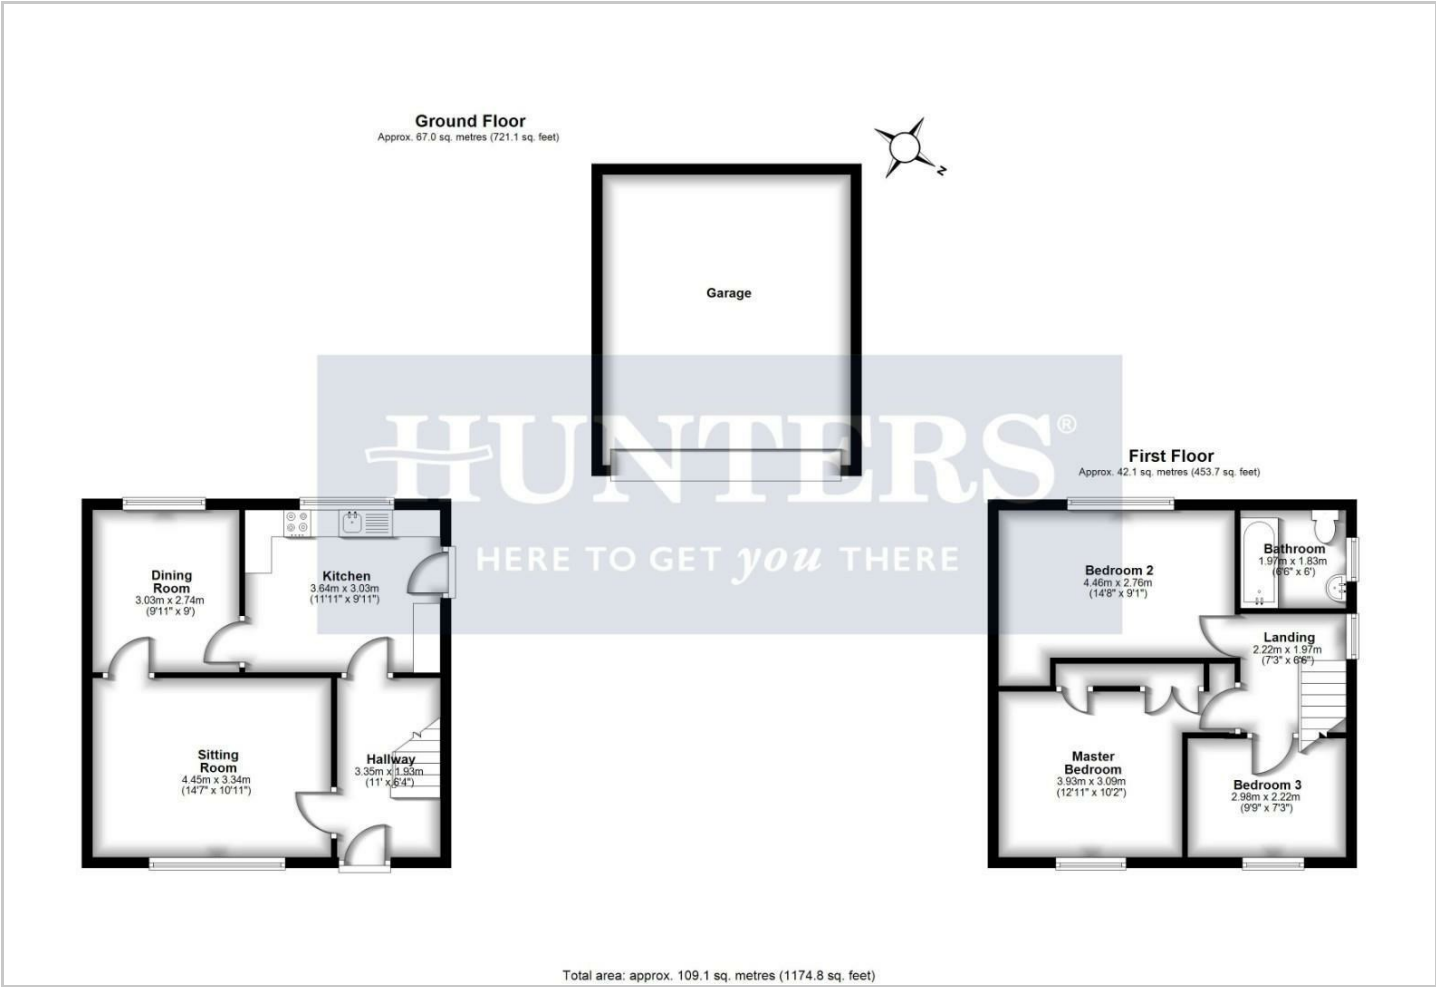 Ground Floor
Approx. 67.0 sq. metres (721.1 sq. feet)
N
Garage
HUNTERS®
HERE TO GET you THERE
Dining
Room
3.03m x 2.74m
(9'11" x 9')
Kitchen
3.64m x 3.03m
(11'11" x 9'11")
Sitting
Room
4.45m x 3.34m
(14'7" x 10'11")
Hallway
3.35m x 1.93m
(11' x 6'4")
First Floor
Approx. 42.1 sq. metres (453.7 sq. feet)
Bedroom 2
4.46m x 2.76m
(14'8" x 9'1")
Bathroom
1.97m x 1.83m
(6'6" x 6')
Landing
2.22m x 1.97m
(7'3" x 6'6")
Master
Bedroom
3.93m x 3.09m
(12'11" x 10'2")
Bedroom 3
2.98m x 2.22m
(9'9" x 7'3")
Total area: approx. 109.1 sq. metres (1174.8 sq. feet)